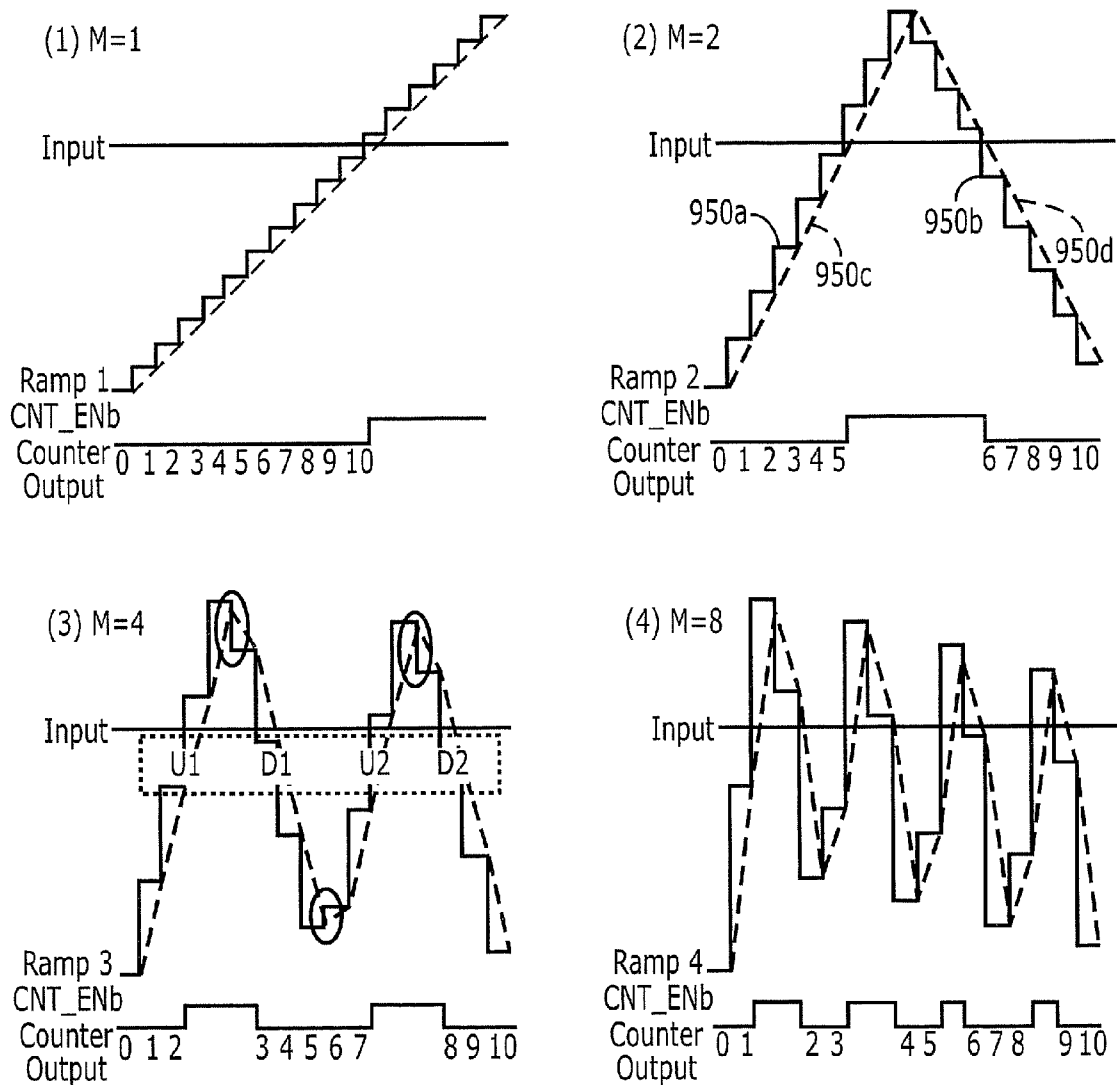 (1) M=1
Input
Ramp 1
CNT_ENb
Counter
Output
0 1 2 3 4 5 6 7 8 9 10
(2) M=2
Input
950a
950c
950b
950d
Ramp 2
CNT_ENb
Counter
Output
0 1 2 3 4 5 6 7 8 9 10
(3) M=4
Input
U1 D1 U2 D2
Ramp 3
CNT_ENb
Counter
Output
0 1 2 3 4 5 6 7 8 9 10
(4) M=8
Input
Ramp 4
CNT_ENb
Counter
Output
0 1 2 3 4 5 6 7 8 9 10